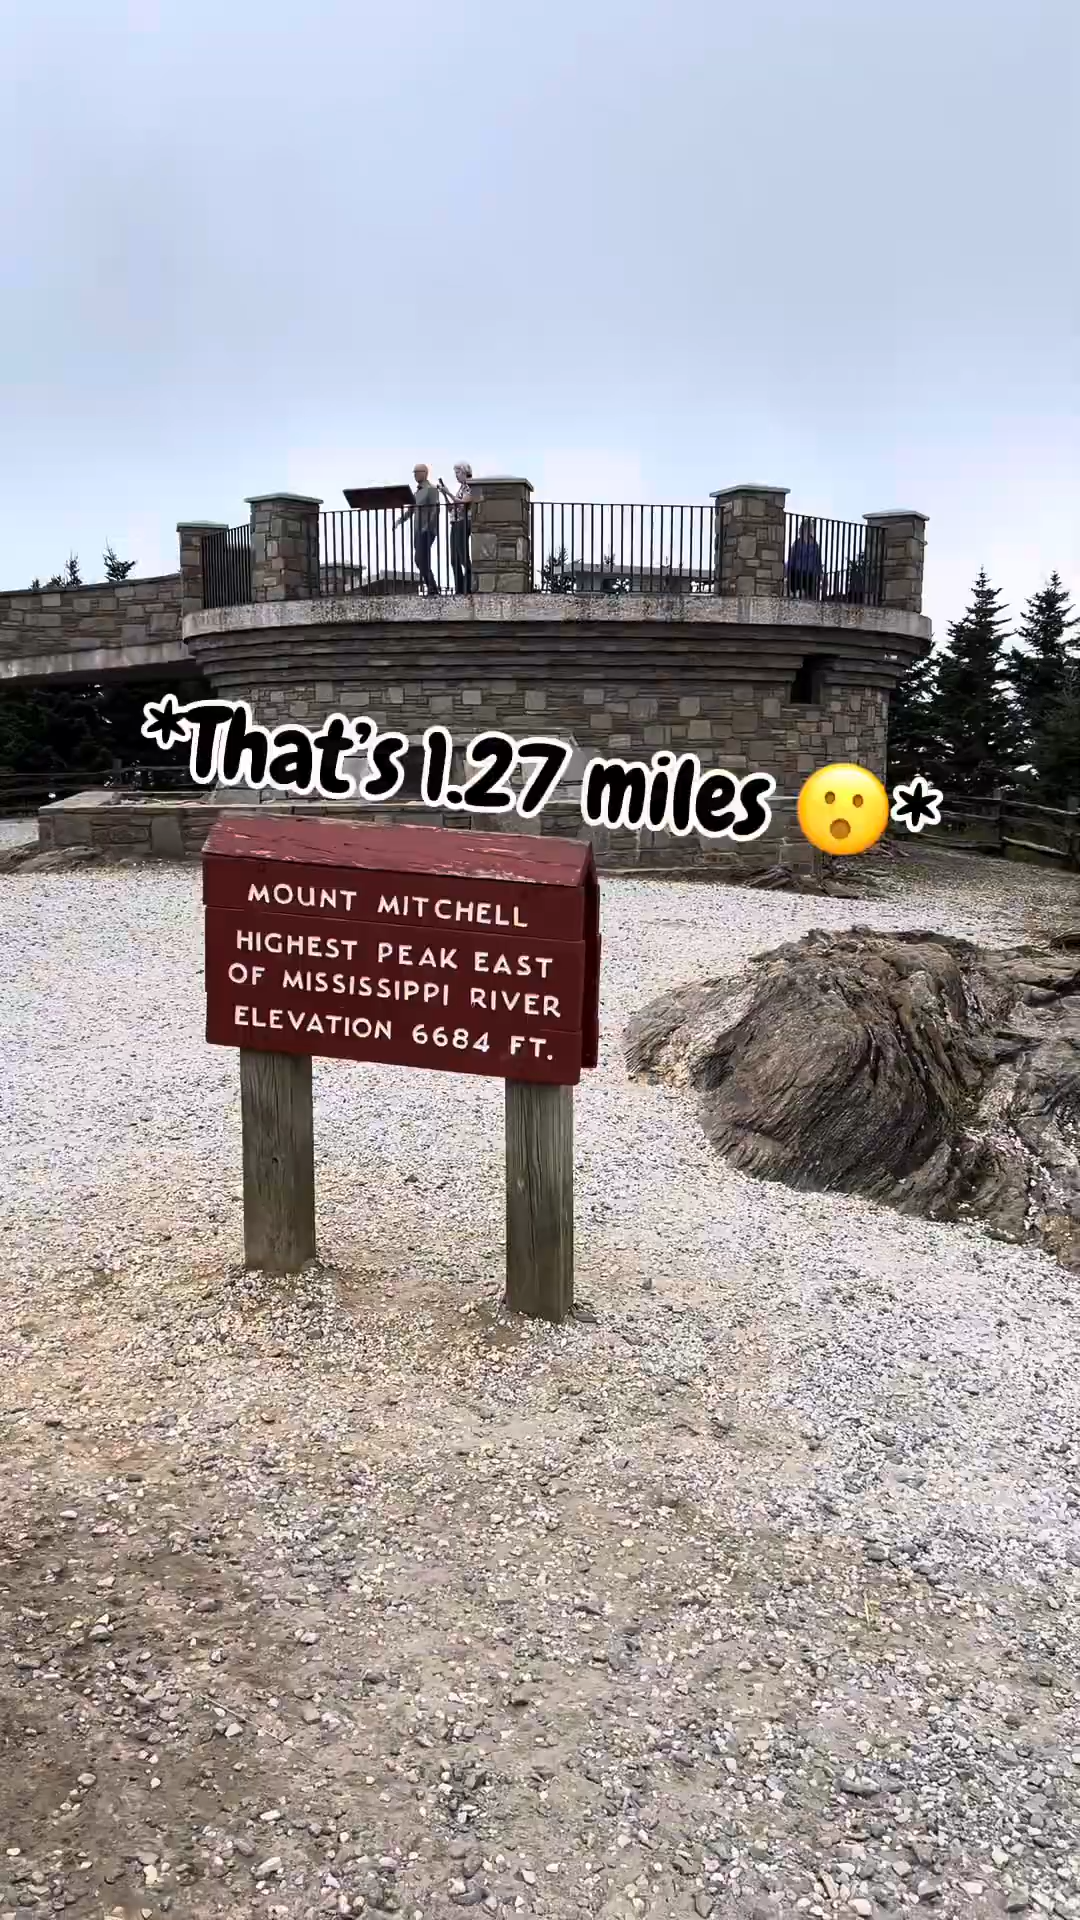 *That's 1.27 miles 😮*
MOUNT MITCHELL
HIGHEST PEAK EAST
OF MISSISSIPPI RIVER
ELEVATION 6684 FT.